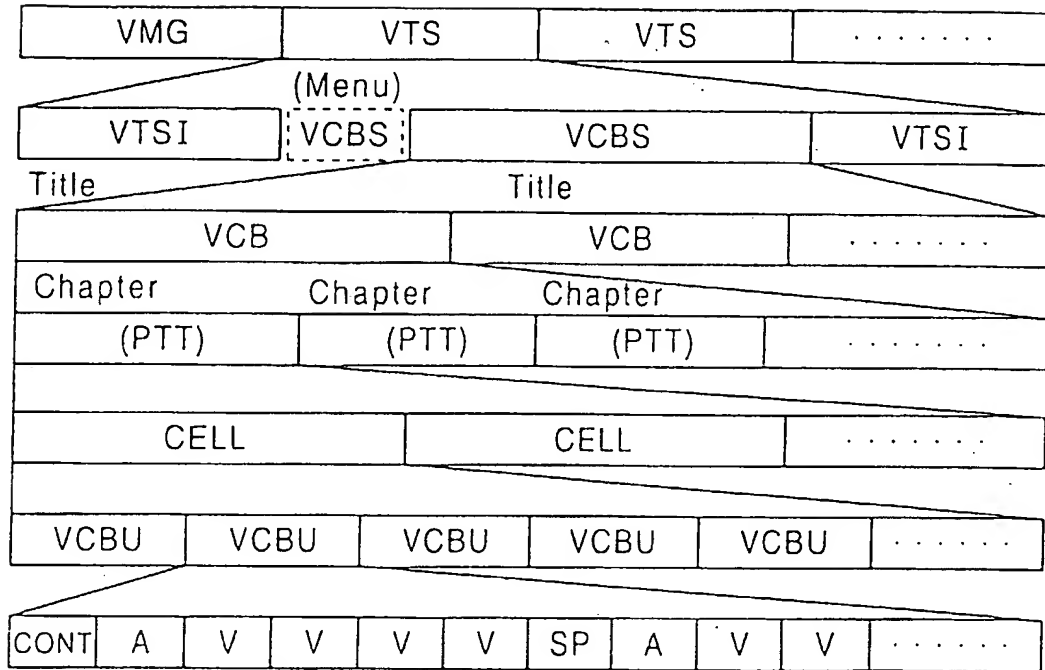 VMG VTS VTS .......
(Menu)
VTSI VCBS VCBS VTSI
Title Title
VCB VCB .......
Chapter Chapter Chapter
(PTT) (PTT) (PTT) .......
CELL CELL .......
VCBU VCBU VCBU VCBU VCBU ......
CONT A V V V V SP A V V ......